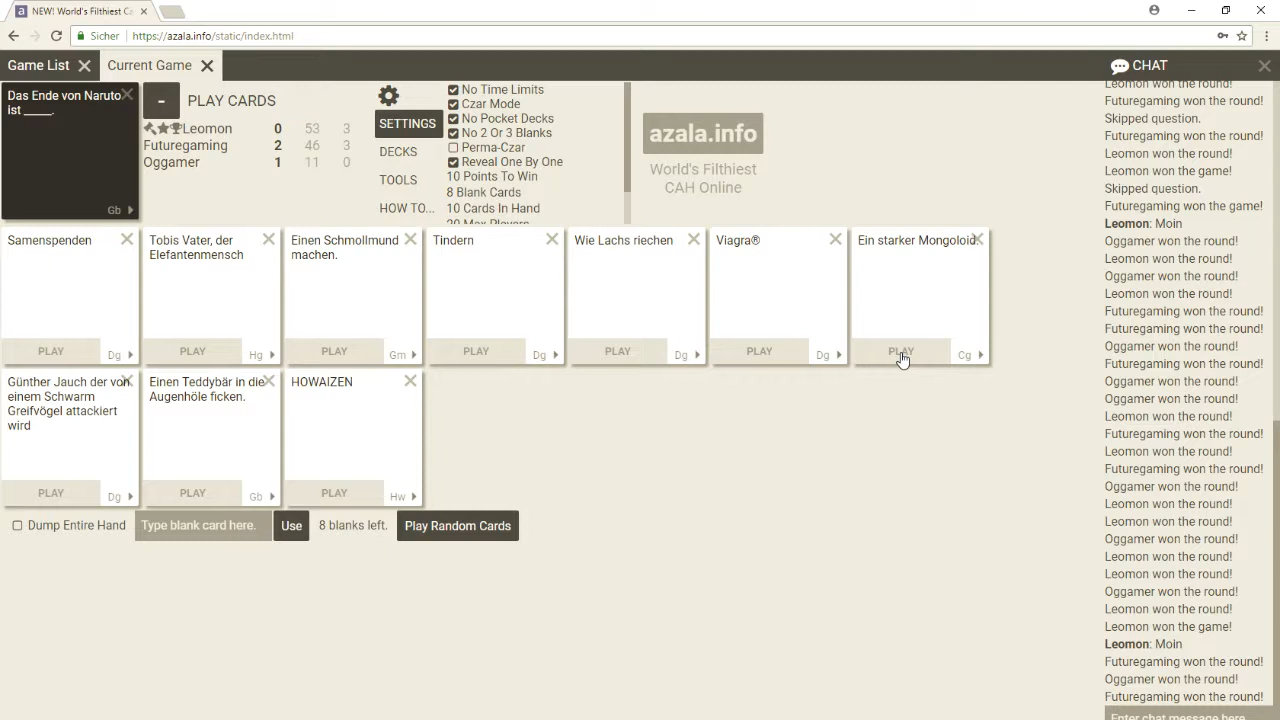 NEW! World's Filthiest Ca
Sicher https://azala.info/static/index.html
Game List
Current Game
CHAT
Das Ende von Naruto
ist _____.
Gb
-
PLAY CARDS
Leomon 0 53 3
Futuregaming 2 46 3
Oggamer 1 11 0
SETTINGS
DECKS
TOOLS
HOW TO...
No Time Limits
Czar Mode
No Pocket Decks
No 2 Or 3 Blanks
Perma-Czar
Reveal One By One
10 Points To Win
8 Blank Cards
10 Cards In Hand
20 Max Players
azala.info
World's Filthiest
CAH Online
Samenspenden
PLAY Dg
Tobis Vater, der
Elefantenmensch
PLAY Hg
Einen Schmollmund
machen.
PLAY Gm
Tindern
PLAY Dg
Wie Lachs riechen
PLAY Dg
Viagra®
PLAY Dg
Ein starker Mongoloid.
PLAY Cg
Günther Jauch der von
einem Schwarm
Greifvögel attackiert
wird
PLAY Dg
Einen Teddybär in die
Augenhöle ficken.
PLAY Gb
HOWAIZEN
PLAY Hw
Dump Entire Hand
Type blank card here.
Use
8 blanks left.
Play Random Cards
Leomon won the round!
Futuregaming won the round!
Skipped question.
Futuregaming won the round!
Leomon won the round!
Leomon won the game!
Skipped question.
Futuregaming won the game!
Leomon: Moin
Oggamer won the round!
Leomon won the round!
Oggamer won the round!
Leomon won the round!
Futuregaming won the round!
Futuregaming won the round!
Oggamer won the round!
Futuregaming won the round!
Oggamer won the round!
Oggamer won the round!
Leomon won the round!
Futuregaming won the round!
Leomon won the round!
Futuregaming won the round!
Oggamer won the round!
Leomon won the round!
Leomon won the round!
Oggamer won the round!
Leomon won the round!
Leomon won the round!
Oggamer won the round!
Leomon won the round!
Leomon won the game!
Leomon: Moin
Futuregaming won the round!
Oggamer won the round!
Futuregaming won the round!
Enter chat message here